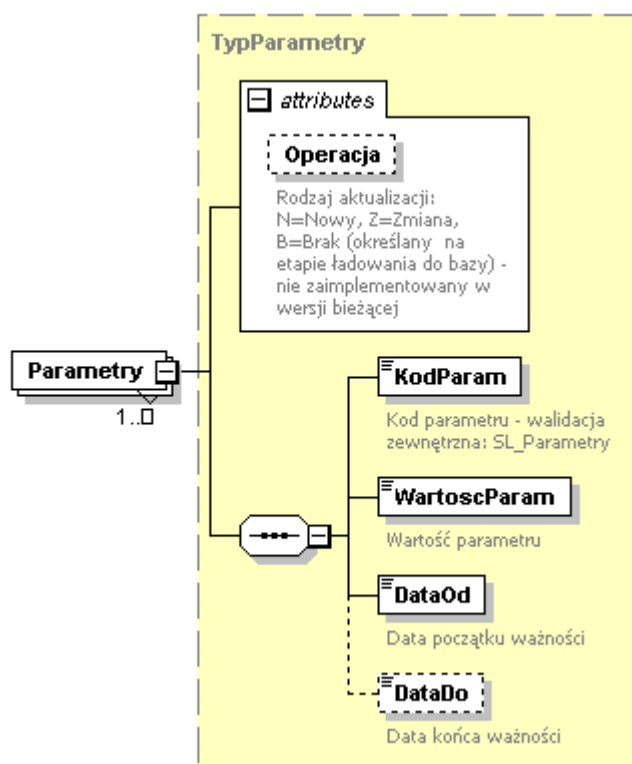 TypParametry
attributes
Operacja
Rodzaj aktualizacji:
N=Nowy, Z=Zmiana,
B=Brak (określany na
etapie ładowania do bazy) -
nie zaimplementowany w
wersji bieżącej
Parametry
1..
KodParam
Kod parametru - walidacja
zewnętrzna: SL_Parametry
WartoscParam
Wartość parametru
DataOd
Data początku ważności
DataDo
Data końca ważności